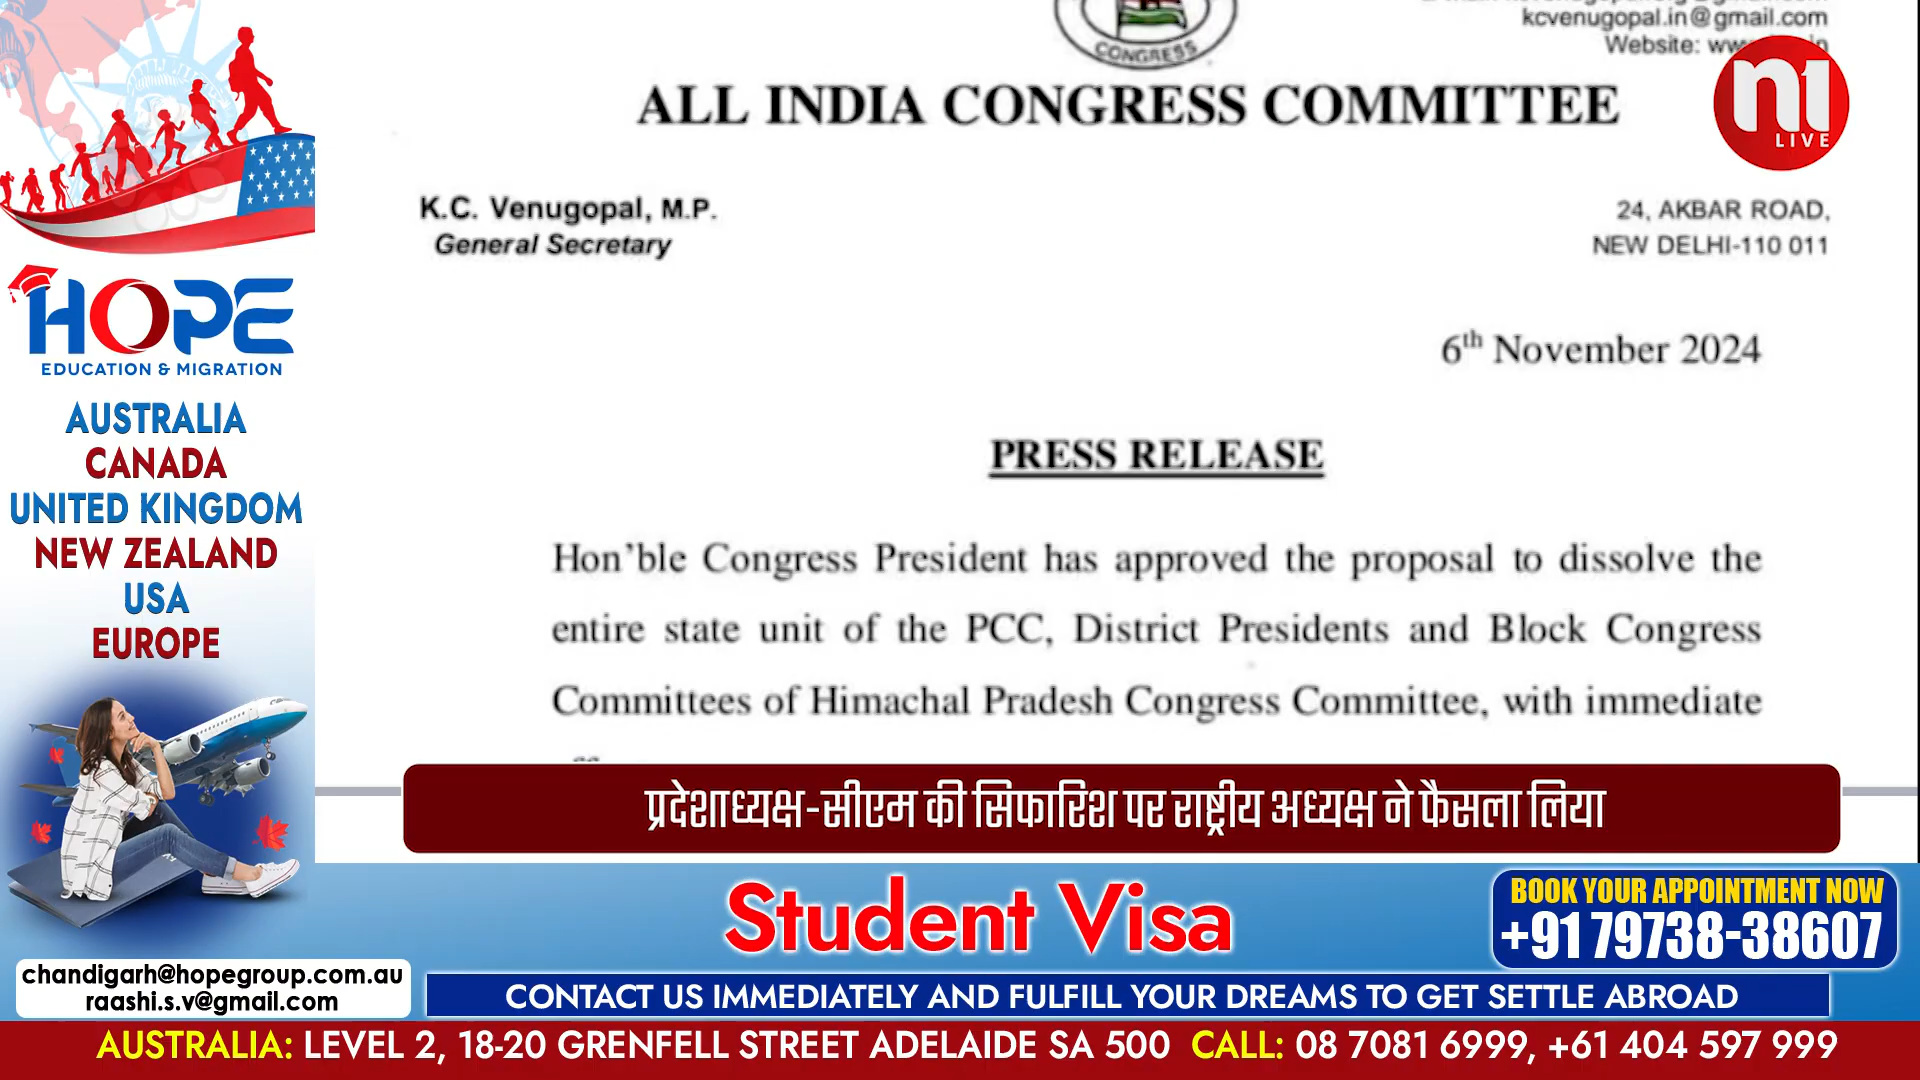 kcvenugopal.in@gmail.com
Website:
CONGRESS
ALL INDIA CONGRESS COMMITTEE
n1
LIVE
K.C. Venugopal, M.P.
General Secretary
24, AKBAR ROAD,
NEW DELHI-110 011
6th November 2024
PRESS RELEASE
Hon'ble Congress President has approved the proposal to dissolve the
entire state unit of the PCC, District Presidents and Block Congress
Committees of Himachal Pradesh Congress Committee, with immediate
प्रदेशाध्यक्ष-सीएम की सिफारिश पर राष्ट्रीय अध्यक्ष ने फैसला लिया
HOPE
EDUCATION & MIGRATION
AUSTRALIA
CANADA
UNITED KINGDOM
NEW ZEALAND
USA
EUROPE
Student Visa
BOOK YOUR APPOINTMENT NOW
+91 79738-38607
chandigarh@hopegroup.com.au
raashi.s.v@gmail.com
CONTACT US IMMEDIATELY AND FULFILL YOUR DREAMS TO GET SETTLE ABROAD
AUSTRALIA: LEVEL 2, 18-20 GRENFELL STREET ADELAIDE SA 500 CALL: 08 7081 6999, +61 404 597 999